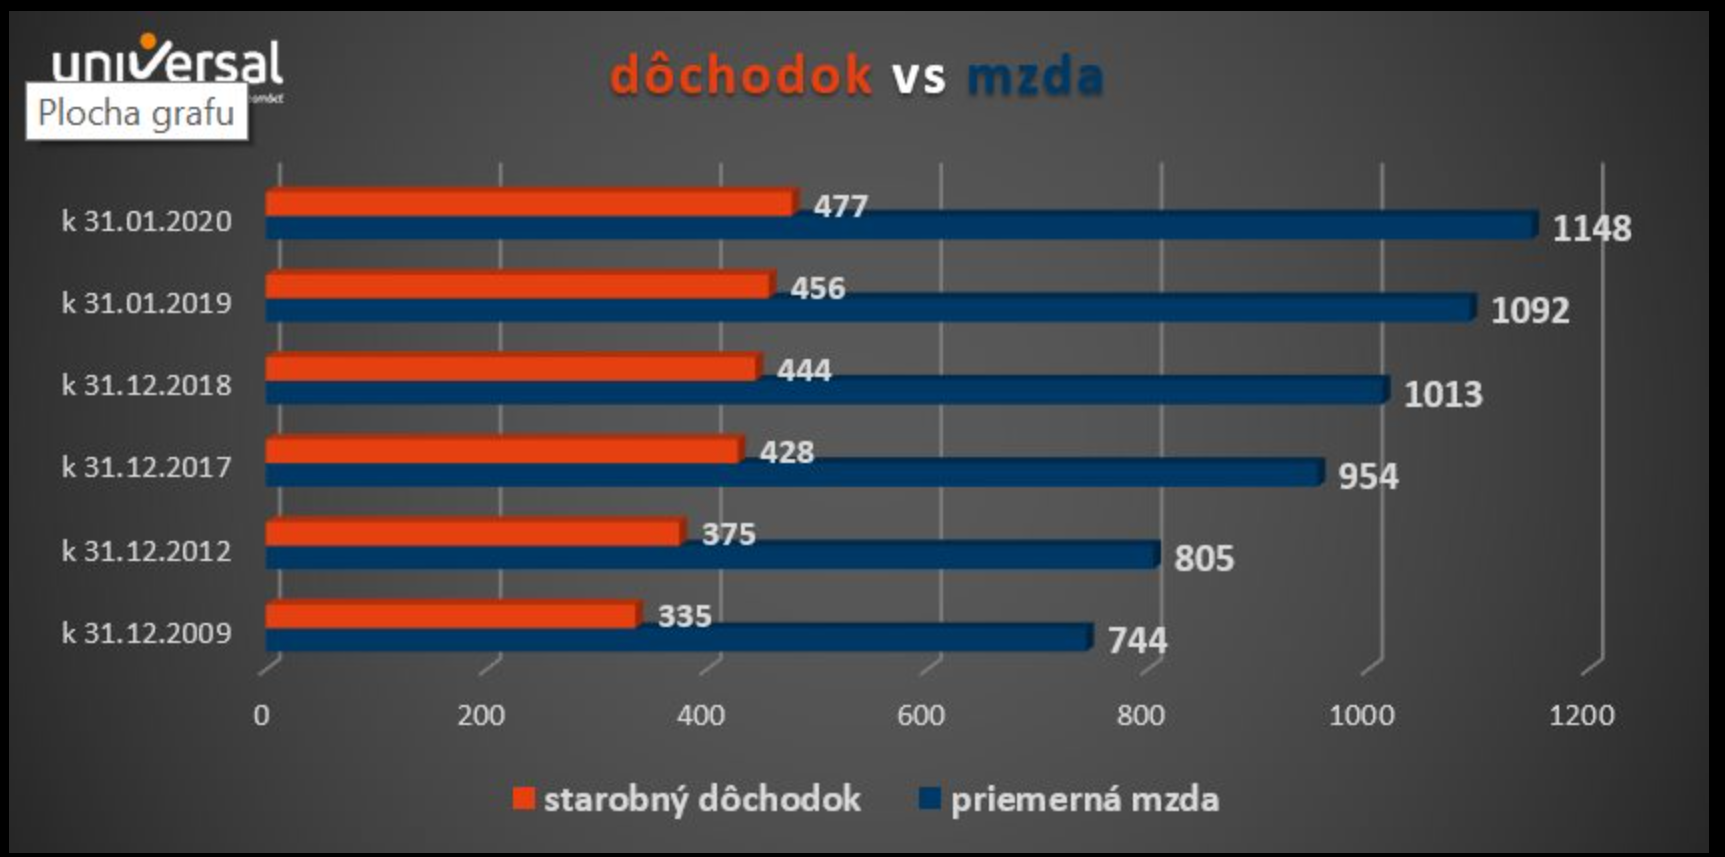 universal
Plocha grafu
dôchodok vs mzda
k 31.01.2020
477
1148
k 31.01.2019
456
1092
k 31.12.2018
444
1013
k 31.12.2017
428
954
k 31.12.2012
375
805
k 31.12.2009
335
744
0 200 400 600 800 1000 1200
starobný dôchodok priemerná mzda